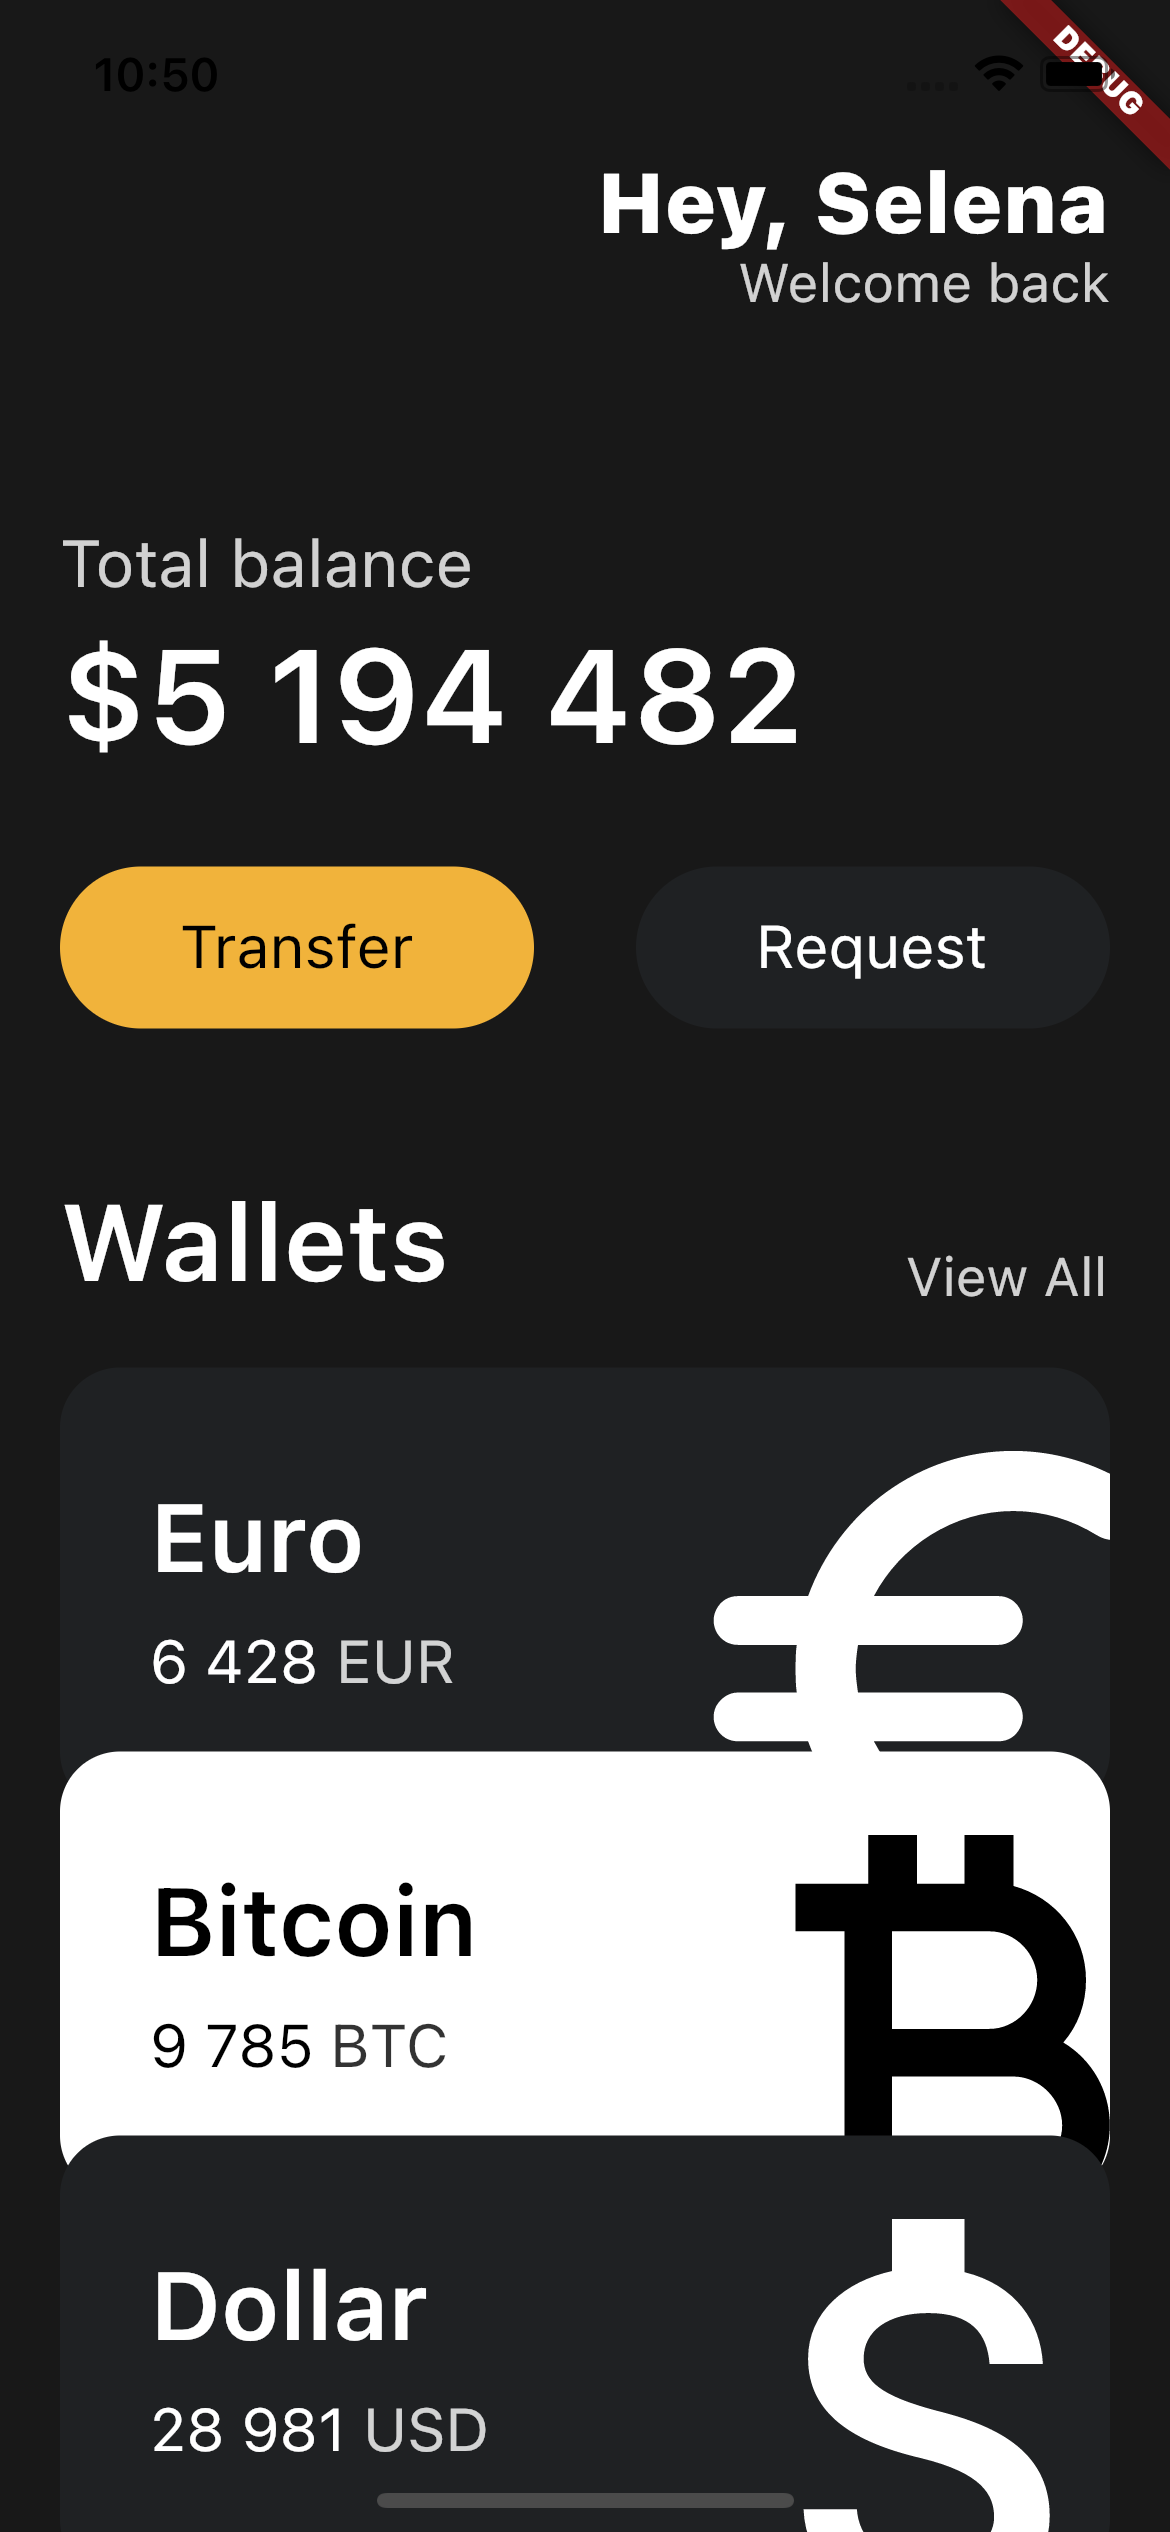 10:50
DEBUG
Hey, Selena
Welcome back
Total balance
$5 194 482
Transfer
Request
Wallets
View All
Euro
6 428 EUR
Bitcoin
9 785 BTC
Dollar
28 981 USD